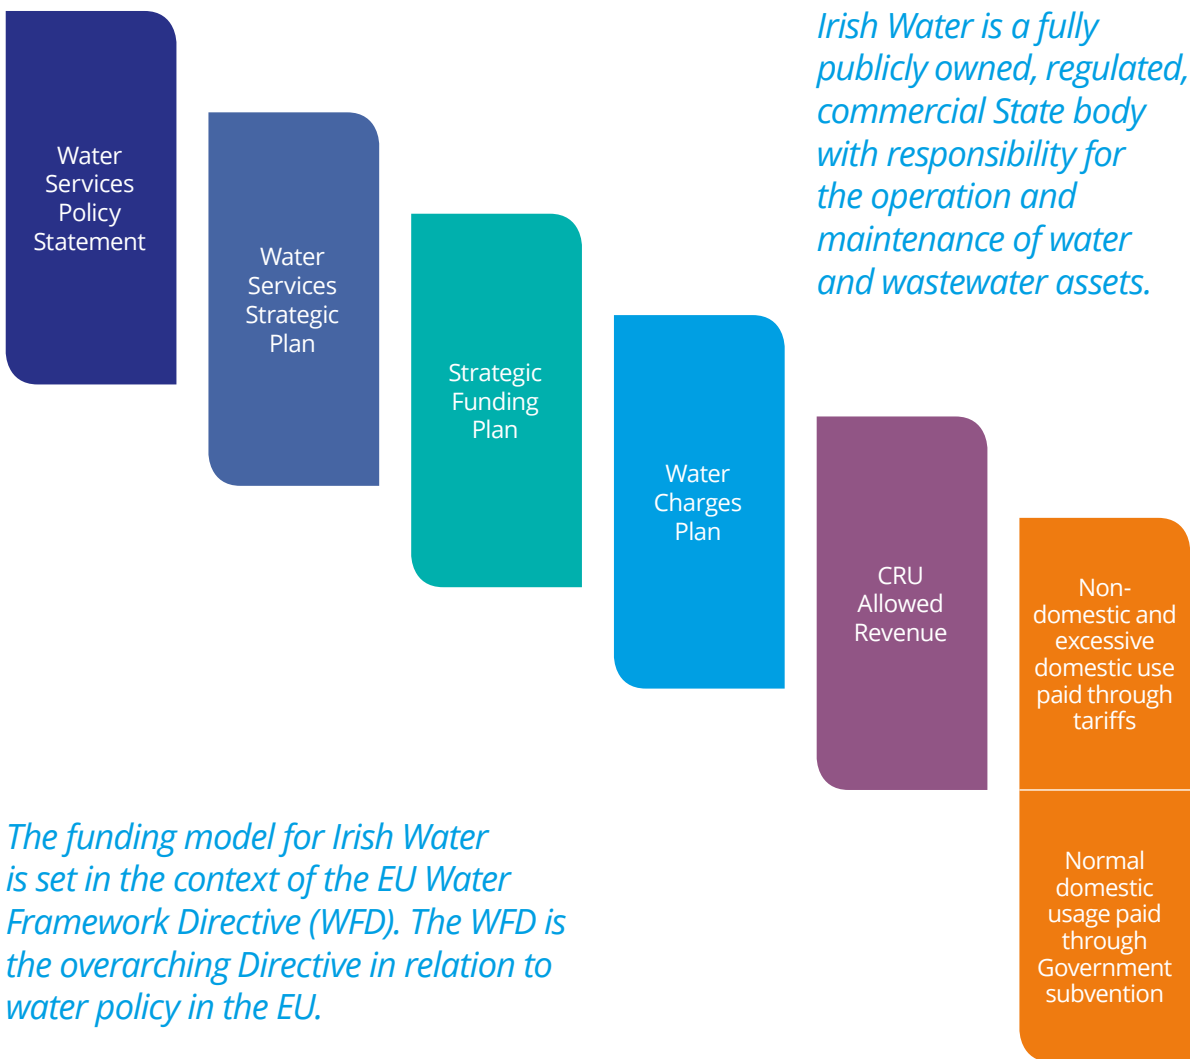 Irish Water is a fully
publicly owned, regulated,
commercial State body
with responsibility for
the operation and
maintenance of water
and wastewater assets.
Water
Services
Policy
Statement
Water
Services
Strategic
Plan
Strategic
Funding
Plan
Water
Charges
Plan
CRU
Allowed
Revenue
Non-
domestic and
excessive
domestic use
paid through
tariffs
Normal
domestic
usage paid
through
Government
subvention
The funding model for Irish Water
is set in the context of the EU Water
Framework Directive (WFD). The WFD is
the overarching Directive in relation to
water policy in the EU.